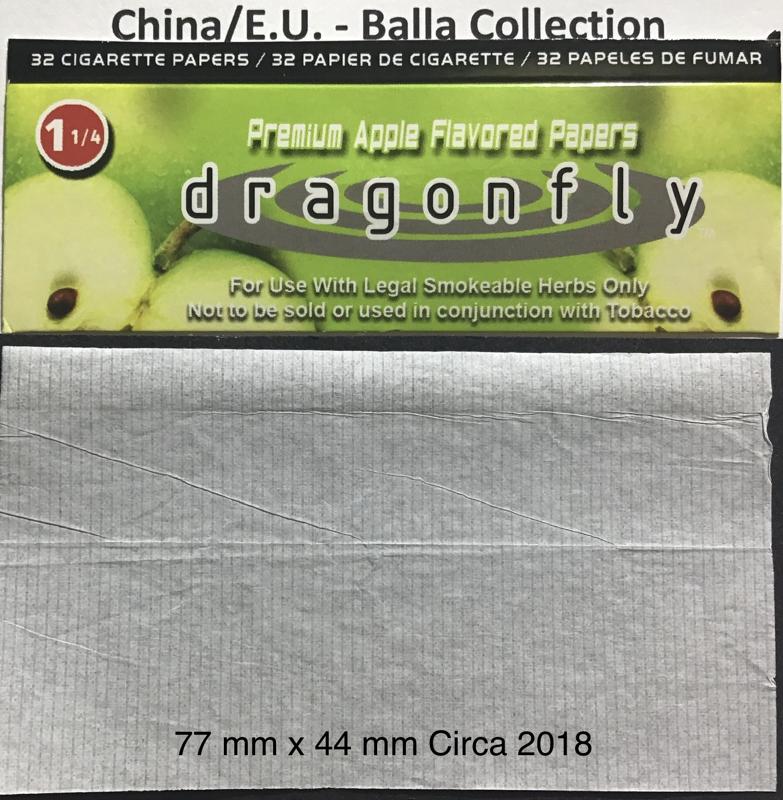 China/E.U. - Balla Collection
32 CIGARETTE PAPERS / 32 PAPIER DE CIGARETTE / 32 PAPELES DE FUMAR
1 1/4
Premium Apple Flavored Papers
dragonfly™
For Use With Legal Smokeable Herbs Only
Not to be sold or used in conjunction with Tobacco
77 mm x 44 mm Circa 2018